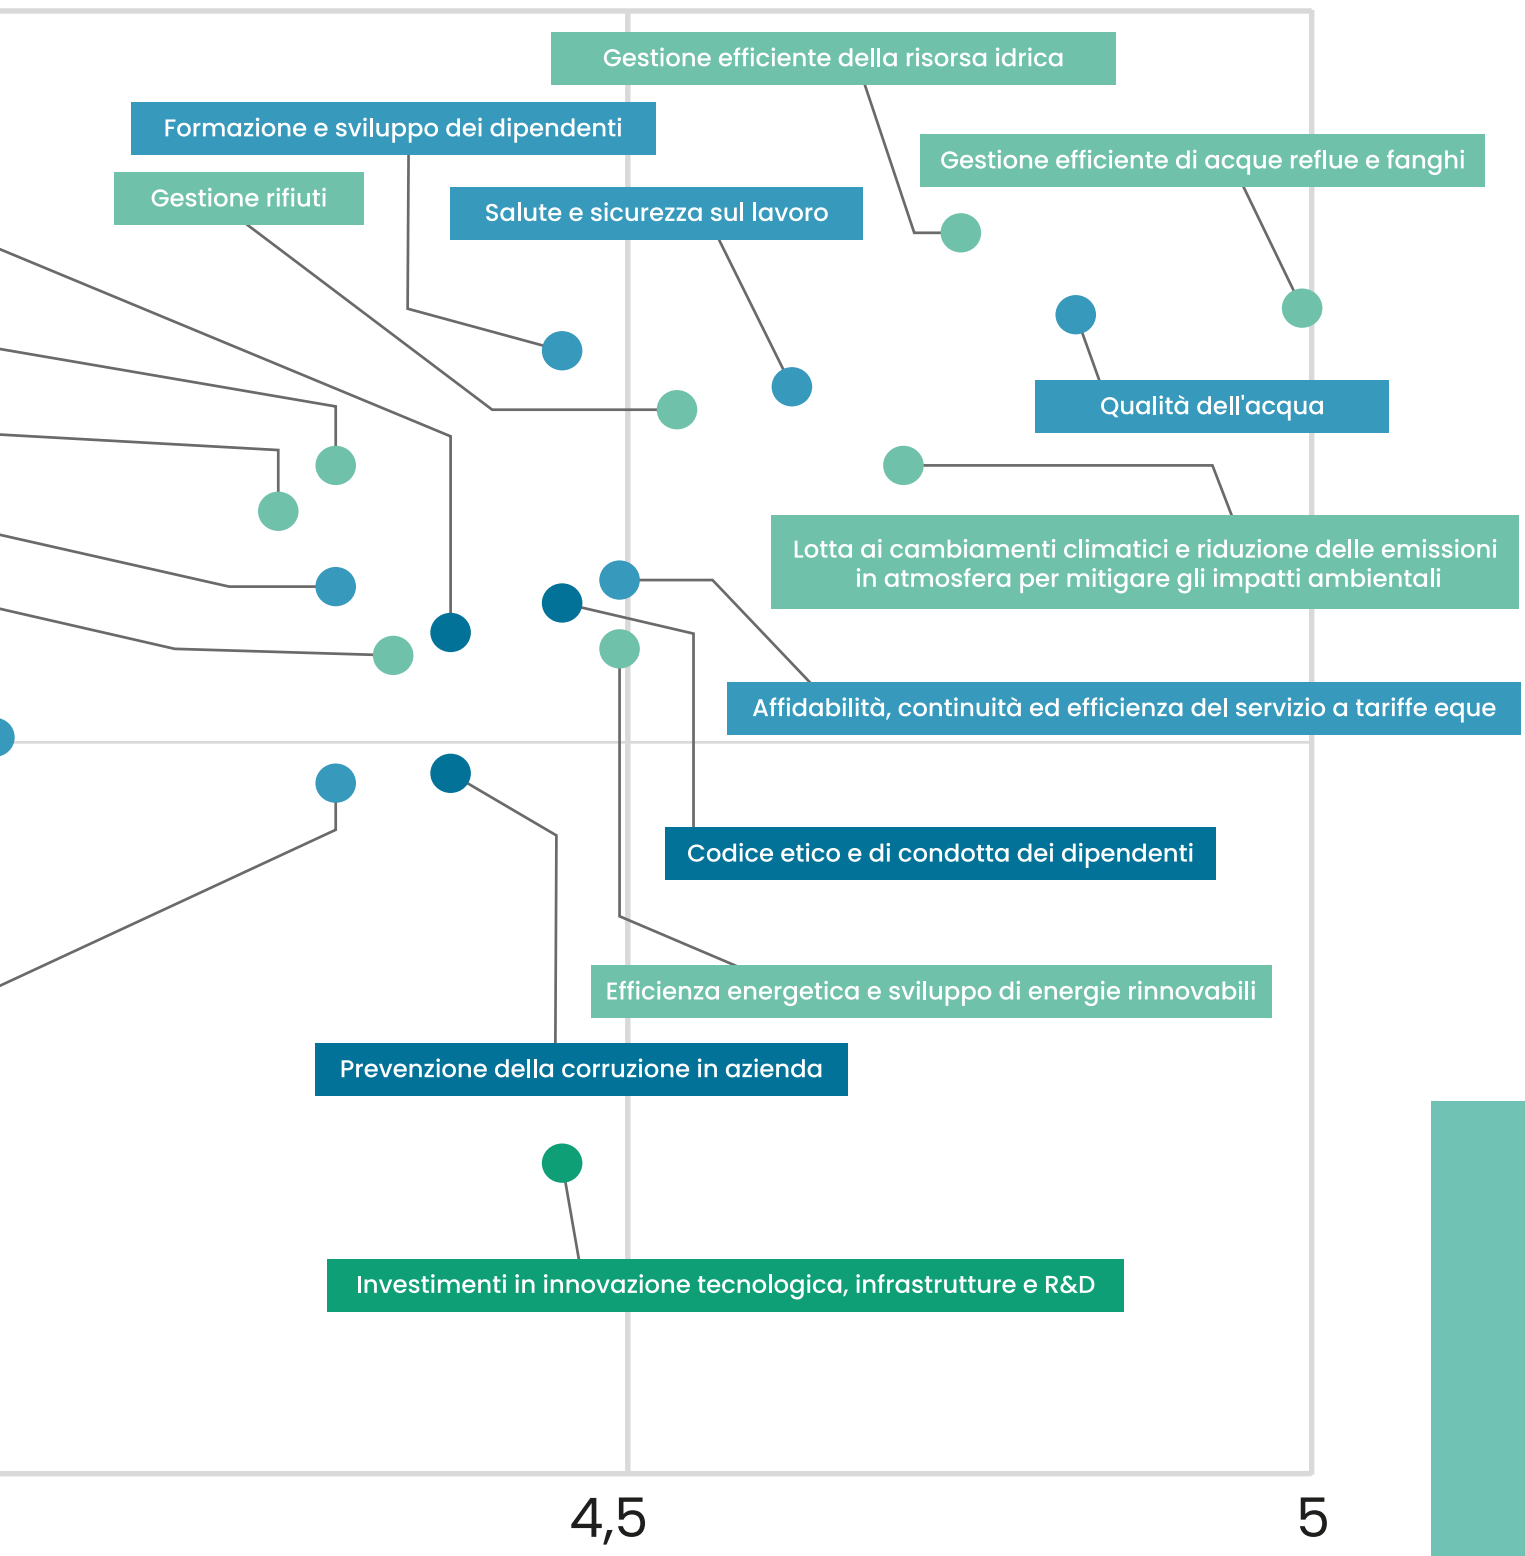 Gestione efficiente della risorsa idrica
Formazione e sviluppo dei dipendenti
Gestione efficiente di acque reflue e fanghi
Gestione rifiuti
Salute e sicurezza sul lavoro
Qualità dell'acqua
Lotta ai cambiamenti climatici e riduzione delle emissioni
in atmosfera per mitigare gli impatti ambientali
Affidabilità, continuità ed efficienza del servizio a tariffe eque
Codice etico e di condotta dei dipendenti
Efficienza energetica e sviluppo di energie rinnovabili
Prevenzione della corruzione in azienda
Investimenti in innovazione tecnologica, infrastrutture e R&D
4,5
5